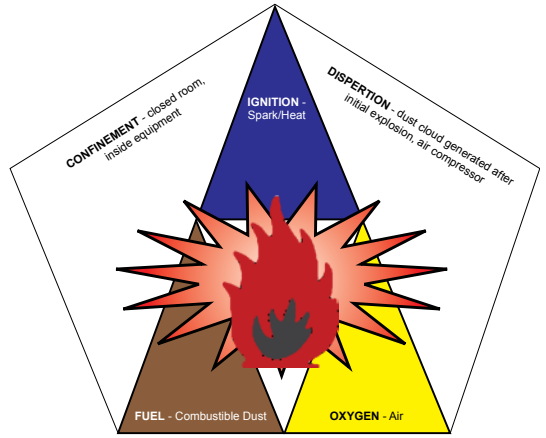 CONFINEMENT - closed room,
inside equipment
IGNITION -
Spark/Heat
DISPERTION - dust cloud generated after
initial explosion, air compressor
FUEL - Combustible Dust
OXYGEN - Air